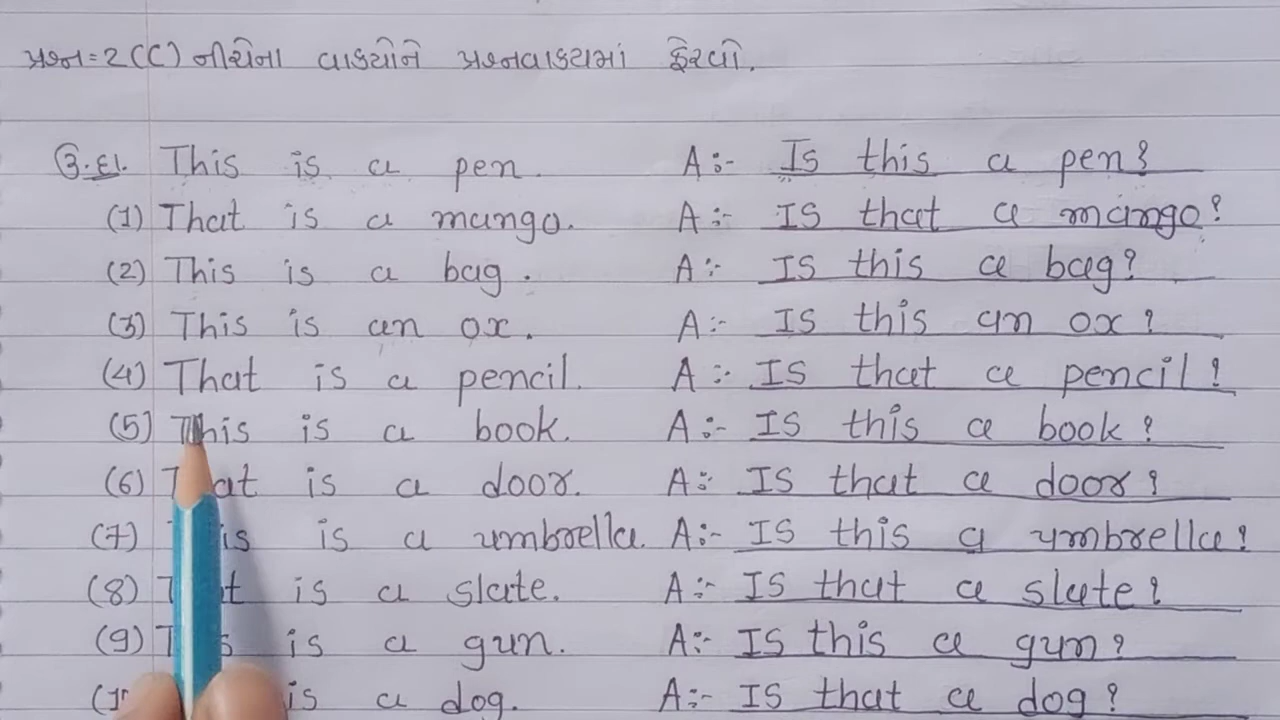 પ્રશ્ન=2(C) નીચેના વાક્યોને પ્રશ્નવાક્યમાં ફેરવો.
ઉ.દા. This is a pen. A:- Is this a pen?
(1) That is a mango. A:- IS that a mango?
(2) This is a bag. A:- IS this a bag?
(3) This is an ox. A:- IS this an ox?
(4) That is a pencil. A:- IS that a pencil?
(5) This is a book. A:- IS this a book?
(6) That is a door. A:- IS that a door?
(7) This is a umbrella. A:- IS this a umbrella?
(8) That is a slate. A:- IS that a slate?
(9) This is a gun. A:- IS this a gun?
is a dog. A:- IS that a dog?